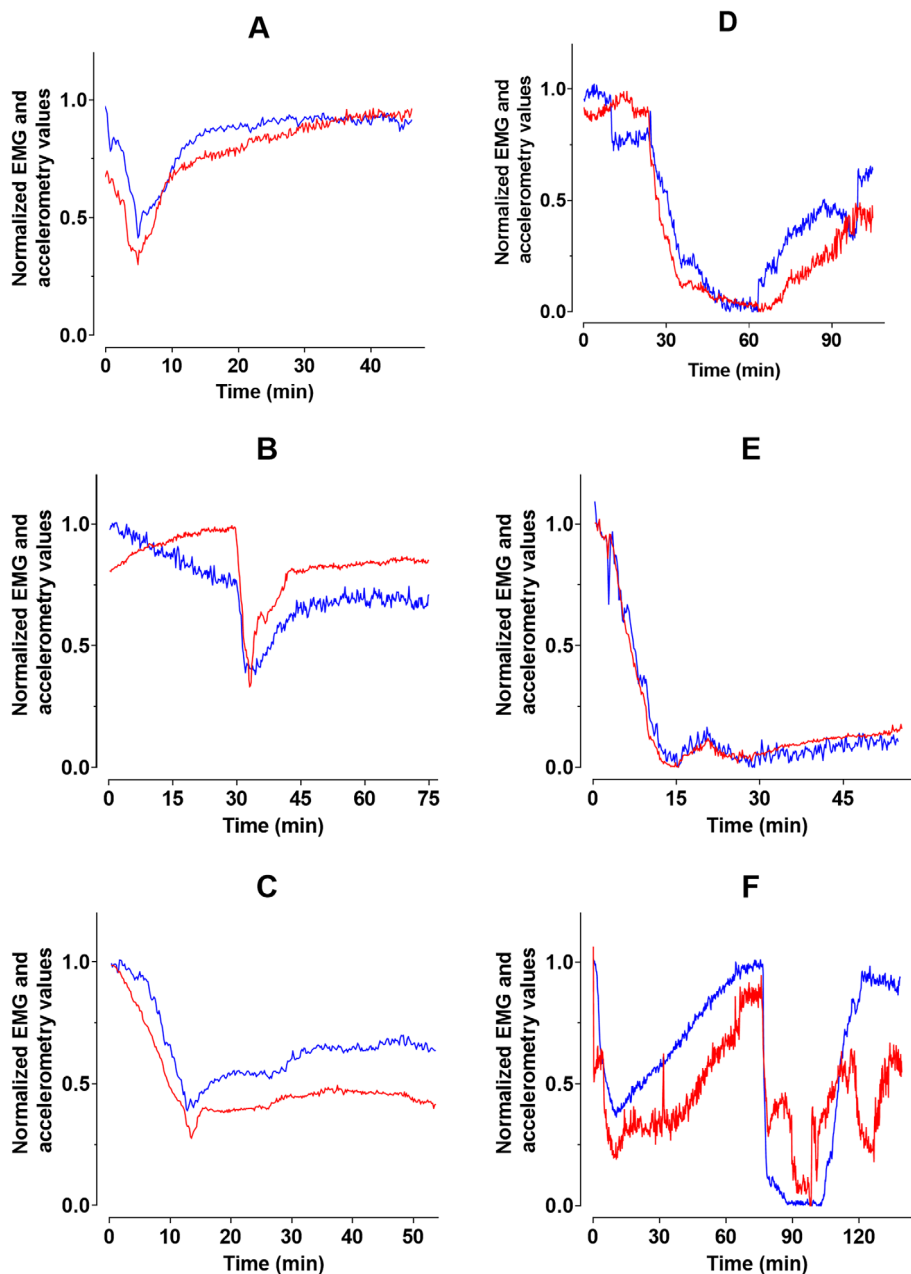 A
Normalized EMG and
accelerometry values
1.0
0.5
0.0
0
10
20
30
40
Time (min)
D
Normalized EMG and
accelerometry values
1.0
0.5
0.0
0
30
60
90
Time (min)
B
Normalized EMG and
accelerometry values
1.0
0.5
0.0
0
15
30
45
60
75
Time (min)
E
Normalized EMG and
accelerometry values
1.0
0.5
0.0
0
15
30
45
Time (min)
C
Normalized EMG and
accelerometry values
1.0
0.5
0.0
0
10
20
30
40
50
Time (min)
F
Normalized EMG and
accelerometry values
1.0
0.5
0.0
0
30
60
90
120
Time (min)